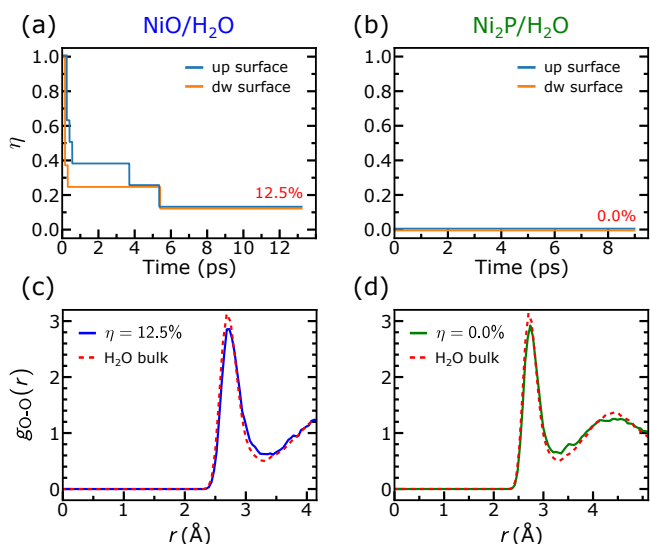 (a) NiO/H₂O
1.0
0.8
0.6
0.4
0.2
0.0
η
up surface
dw surface
12.5%
0 2 4 6 8 10 12
Time (ps)
(b) Ni₂P/H₂O
1.0
0.8
0.6
0.4
0.2
0.0
up surface
dw surface
0.0%
0 2 4 6 8
Time (ps)
(c)
3
2
1
0
g_O-O(r)
η = 12.5%
H₂O bulk
0 1 2 3 4
r (Å)
(d)
3
2
1
0
η = 0.0%
H₂O bulk
0 1 2 3 4 5
r (Å)